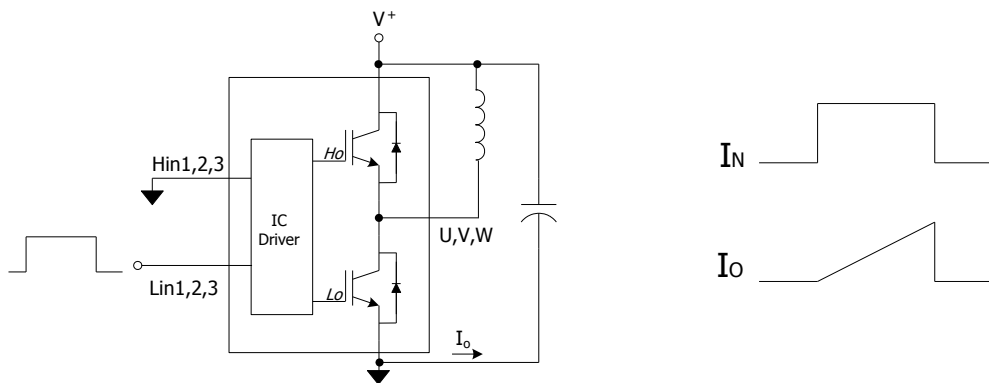 V+
Hin1,2,3
Ho
IC
Driver
U,V,W
Lin1,2,3
Lo
Io
IN
IO